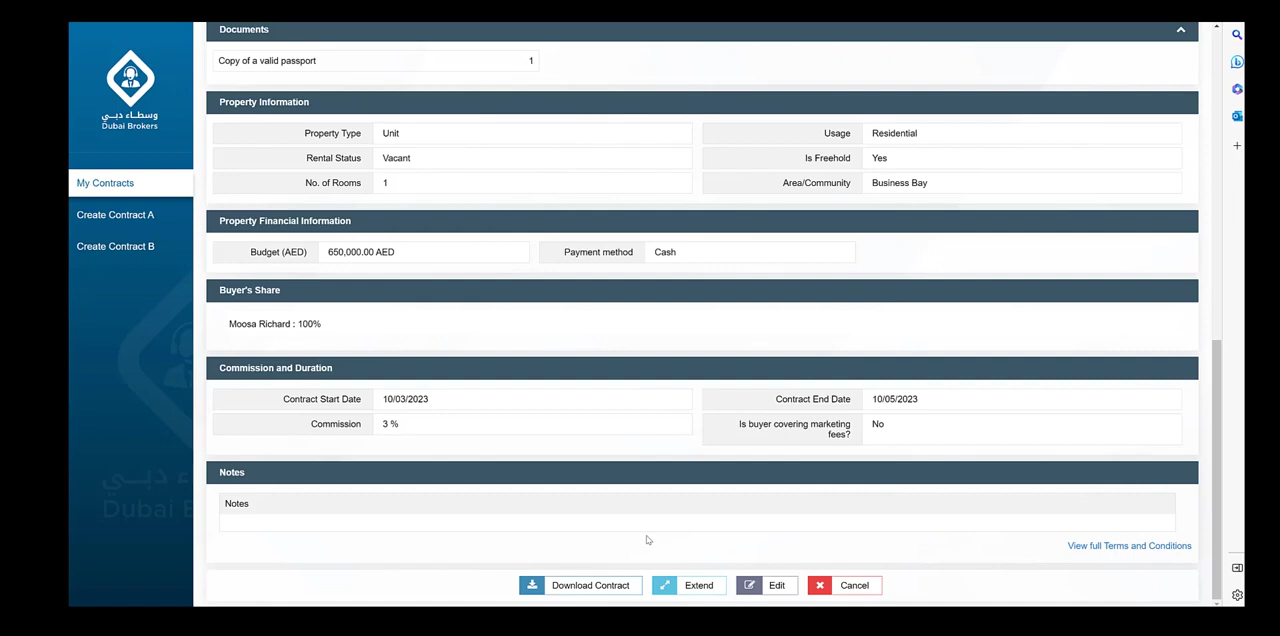 Documents
وسطاء دبي
Dubai Brokers
Copy of a valid passport 1
Property Information
Property Type Unit Usage Residential
Rental Status Vacant Is Freehold Yes
My Contracts
No. of Rooms 1 Area/Community Business Bay
Create Contract A
Property Financial Information
Create Contract B
Budget (AED) 650,000.00 AED Payment method Cash
Buyer's Share
Moosa Richard : 100%
Commission and Duration
Contract Start Date 10/03/2023 Contract End Date 10/05/2023
Commission 3 % Is buyer covering marketing
fees? No
Notes
Notes
Dubai
View full Terms and Conditions
Download Contract Extend Edit Cancel